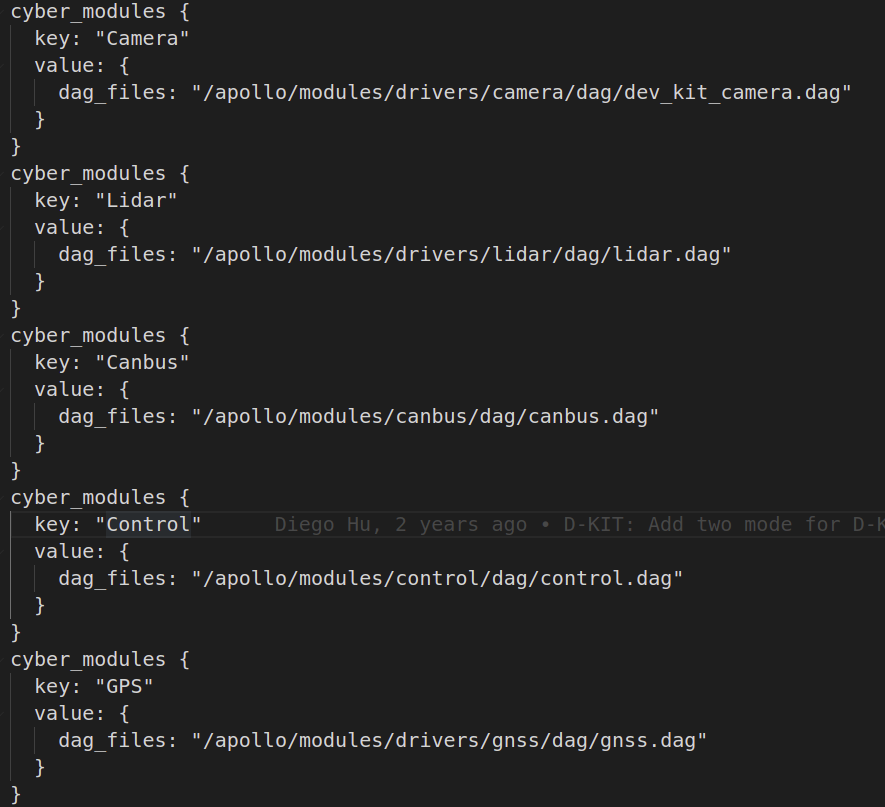 cyber_modules {
  key: "Camera"
  value: {
    dag_files: "/apollo/modules/drivers/camera/dag/dev_kit_camera.dag"
  }
}
cyber_modules {
  key: "Lidar"
  value: {
    dag_files: "/apollo/modules/drivers/lidar/dag/lidar.dag"
  }
}
cyber_modules {
  key: "Canbus"
  value: {
    dag_files: "/apollo/modules/canbus/dag/canbus.dag"
  }
}
cyber_modules {
  key: "Control"      Diego Hu, 2 years ago • D-KIT: Add two mode for D-K
  value: {
    dag_files: "/apollo/modules/control/dag/control.dag"
  }
}
cyber_modules {
  key: "GPS"
  value: {
    dag_files: "/apollo/modules/drivers/gnss/dag/gnss.dag"
  }
}